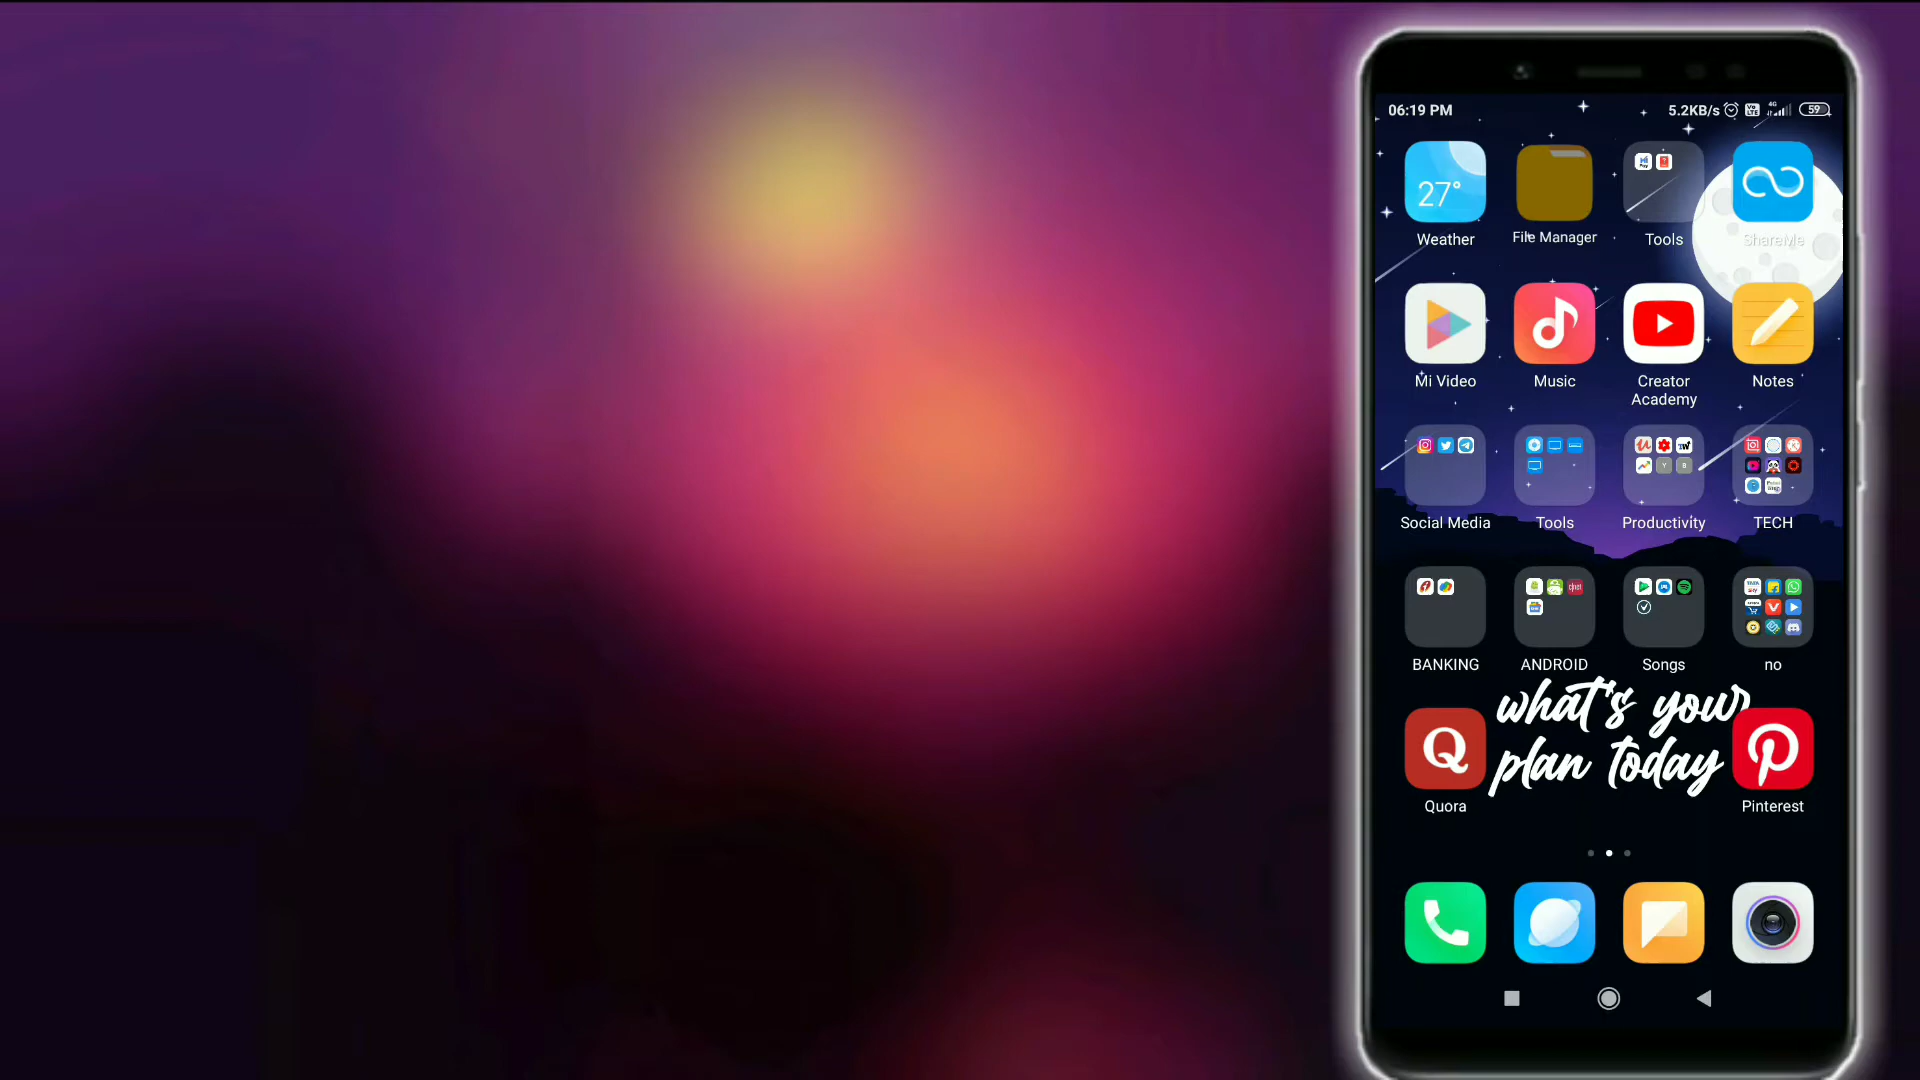 06:19 PM 5.2KB/s 4G 59
27°
Weather File Manager Tools ShareMe
Mi Video Music Creator Academy Notes
Social Media Tools Productivity TECH
BANKING ANDROID Songs no
what's your
plan today
Quora Pinterest